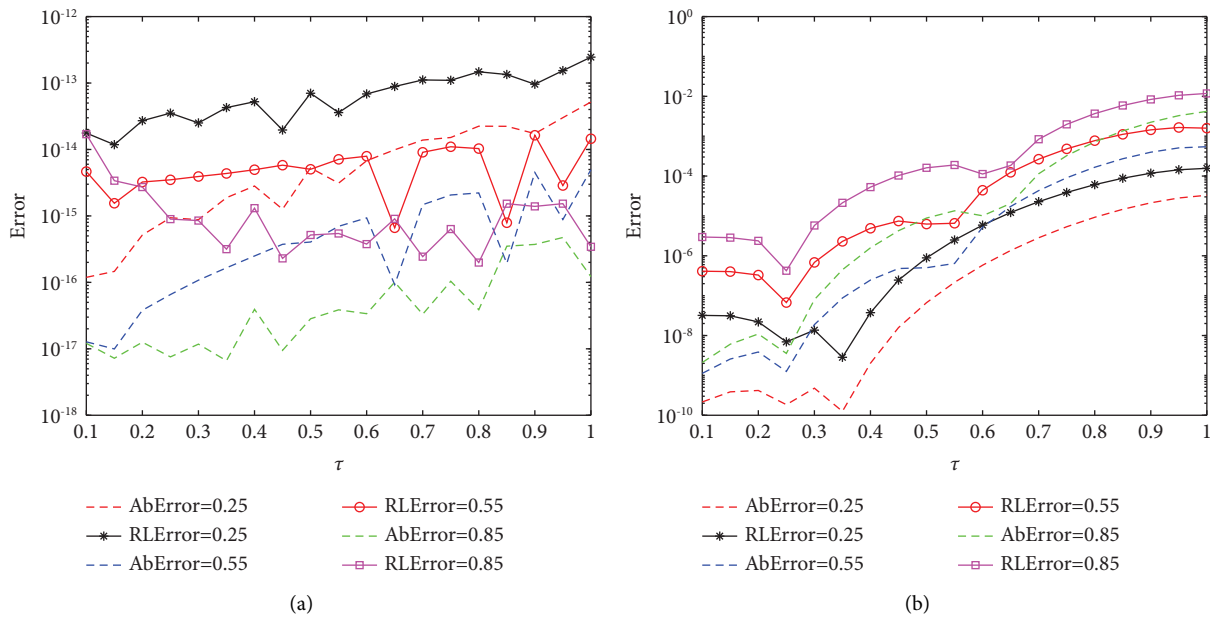 10-12
10-13
10-14
10-15
10-16
10-17
10-18
Error
0.1 0.2 0.3 0.4 0.5 0.6 0.7 0.8 0.9 1
τ
AbError=0.25
RLError=0.25
AbError=0.55
RLError=0.55
AbError=0.85
RLError=0.85
(a)
100
10-2
10-4
10-6
10-8
10-10
Error
0.1 0.2 0.3 0.4 0.5 0.6 0.7 0.8 0.9 1
τ
AbError=0.25
RLError=0.25
AbError=0.55
RLError=0.55
AbError=0.85
RLError=0.85
(b)